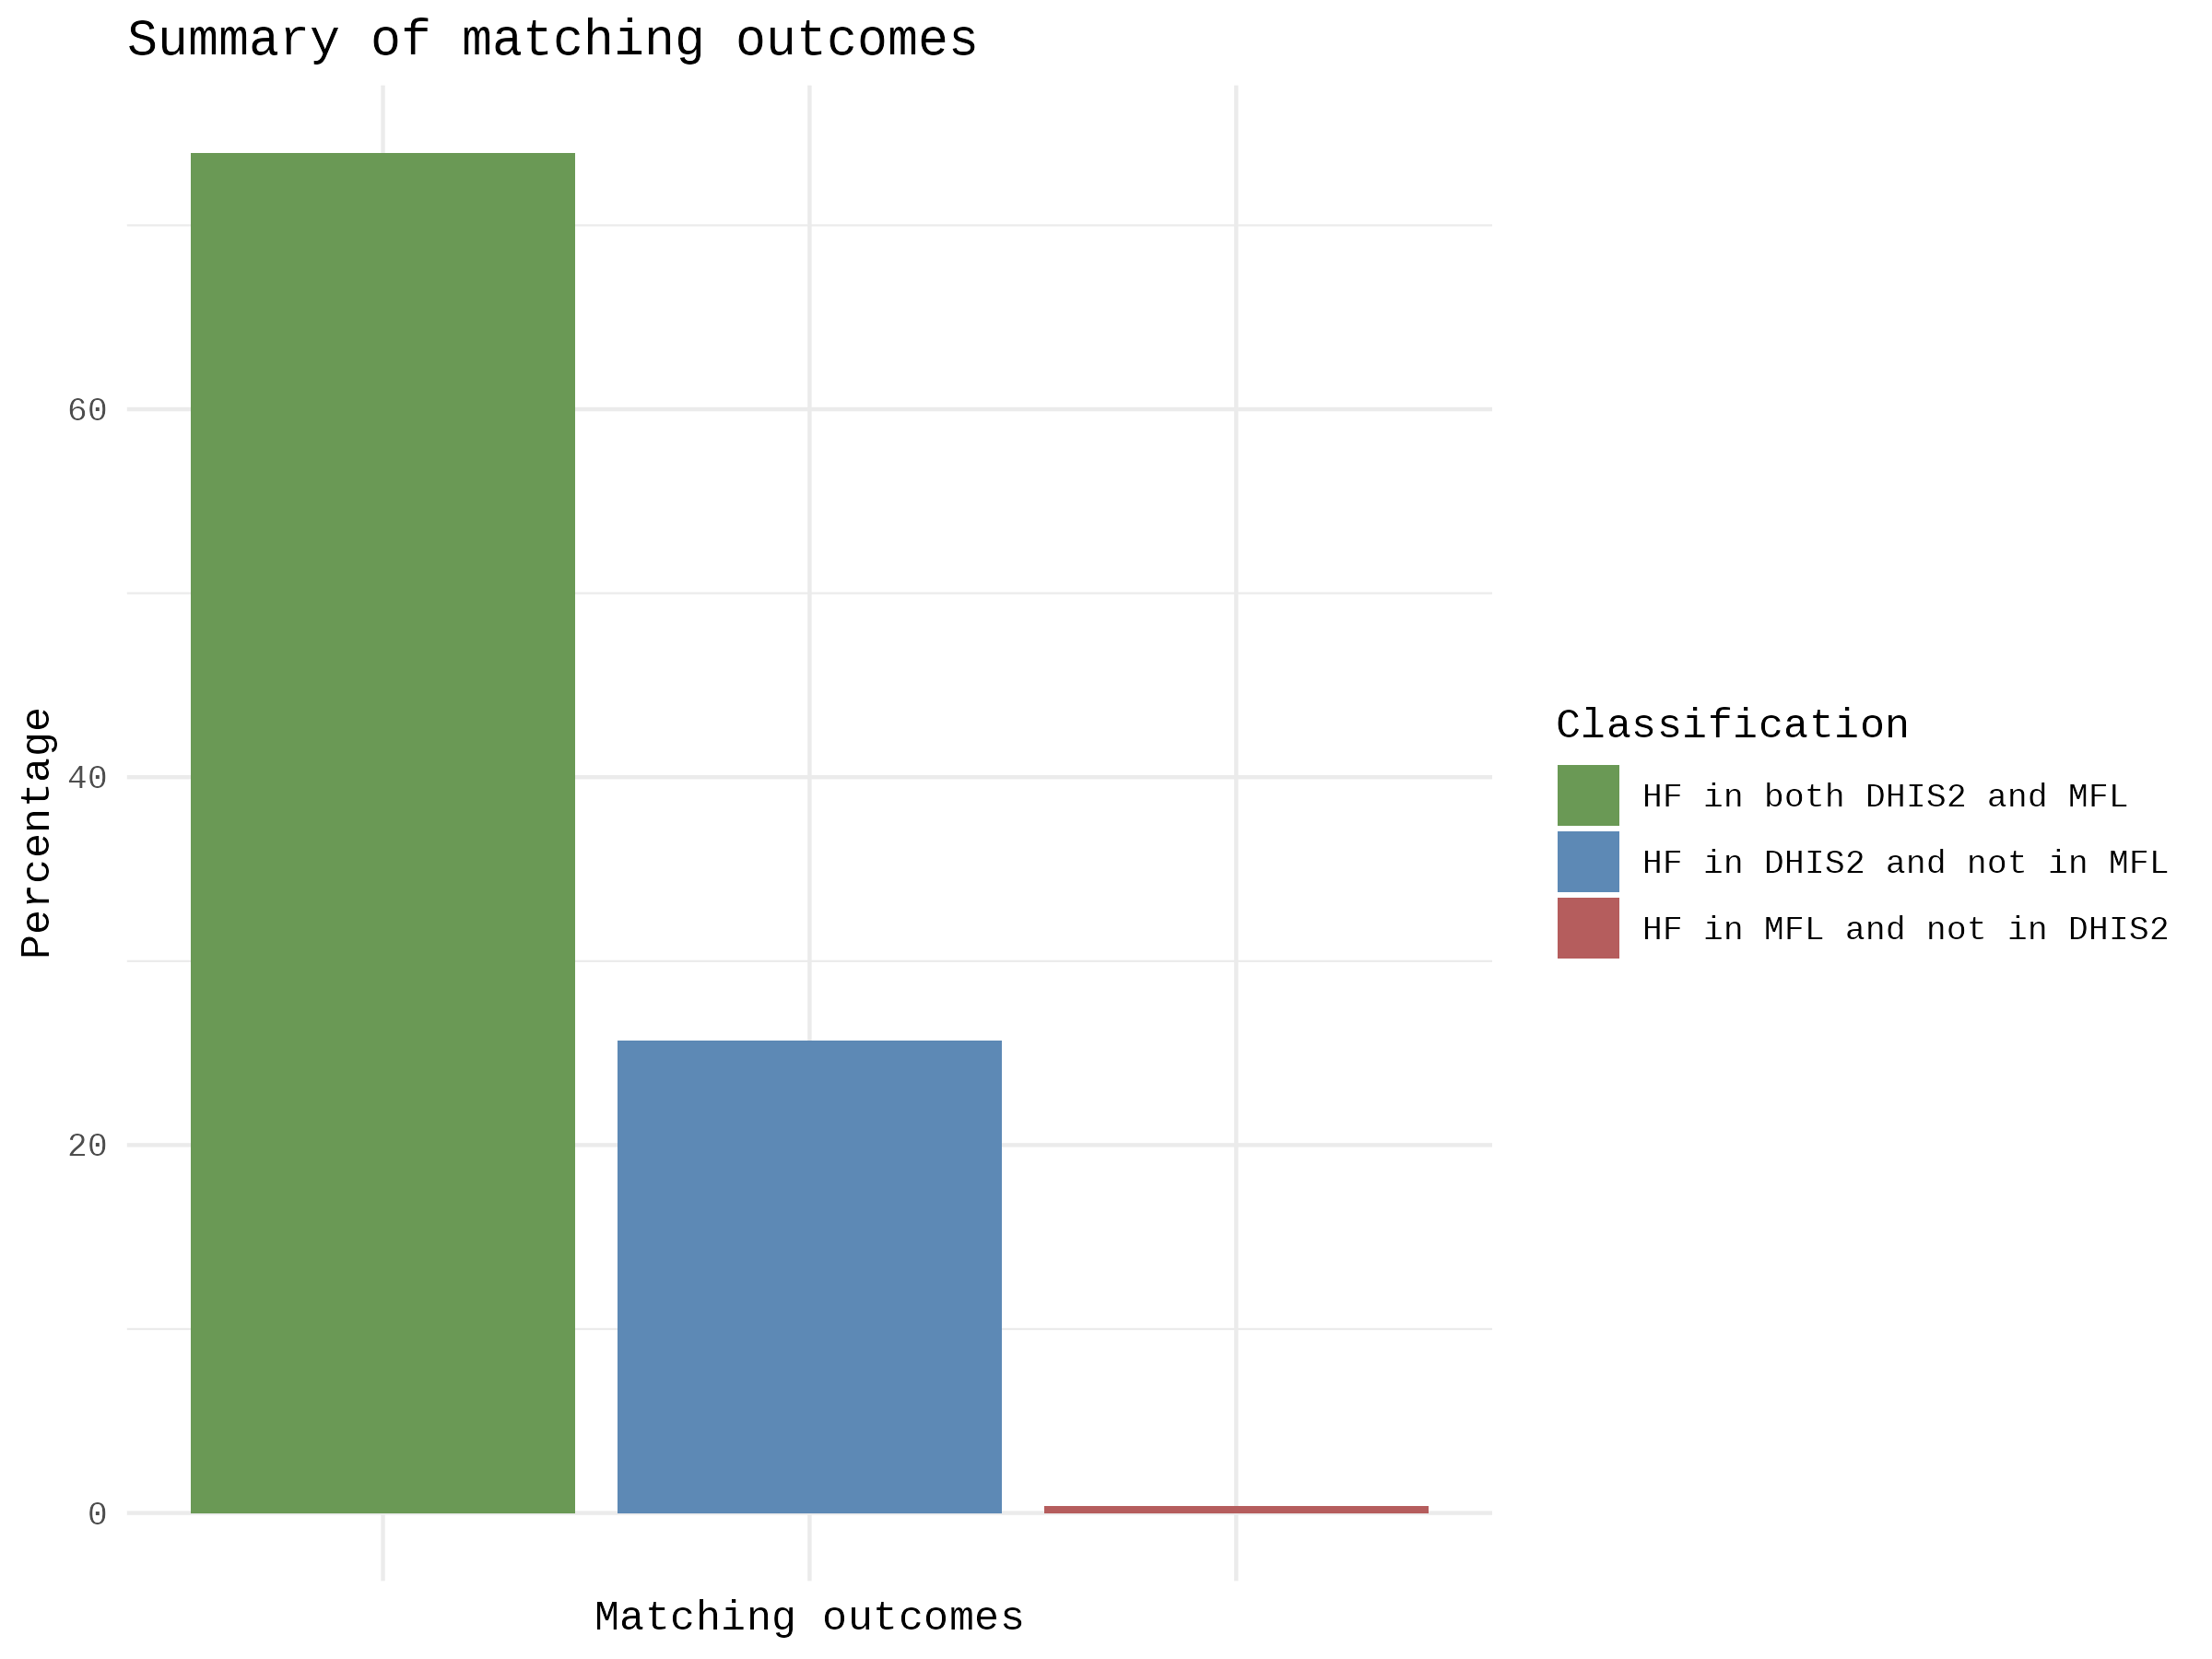 Summary of matching outcomes
60
40
20
0
Percentage
Matching outcomes
Classification
HF in both DHIS2 and MFL
HF in DHIS2 and not in MFL
HF in MFL and not in DHIS2